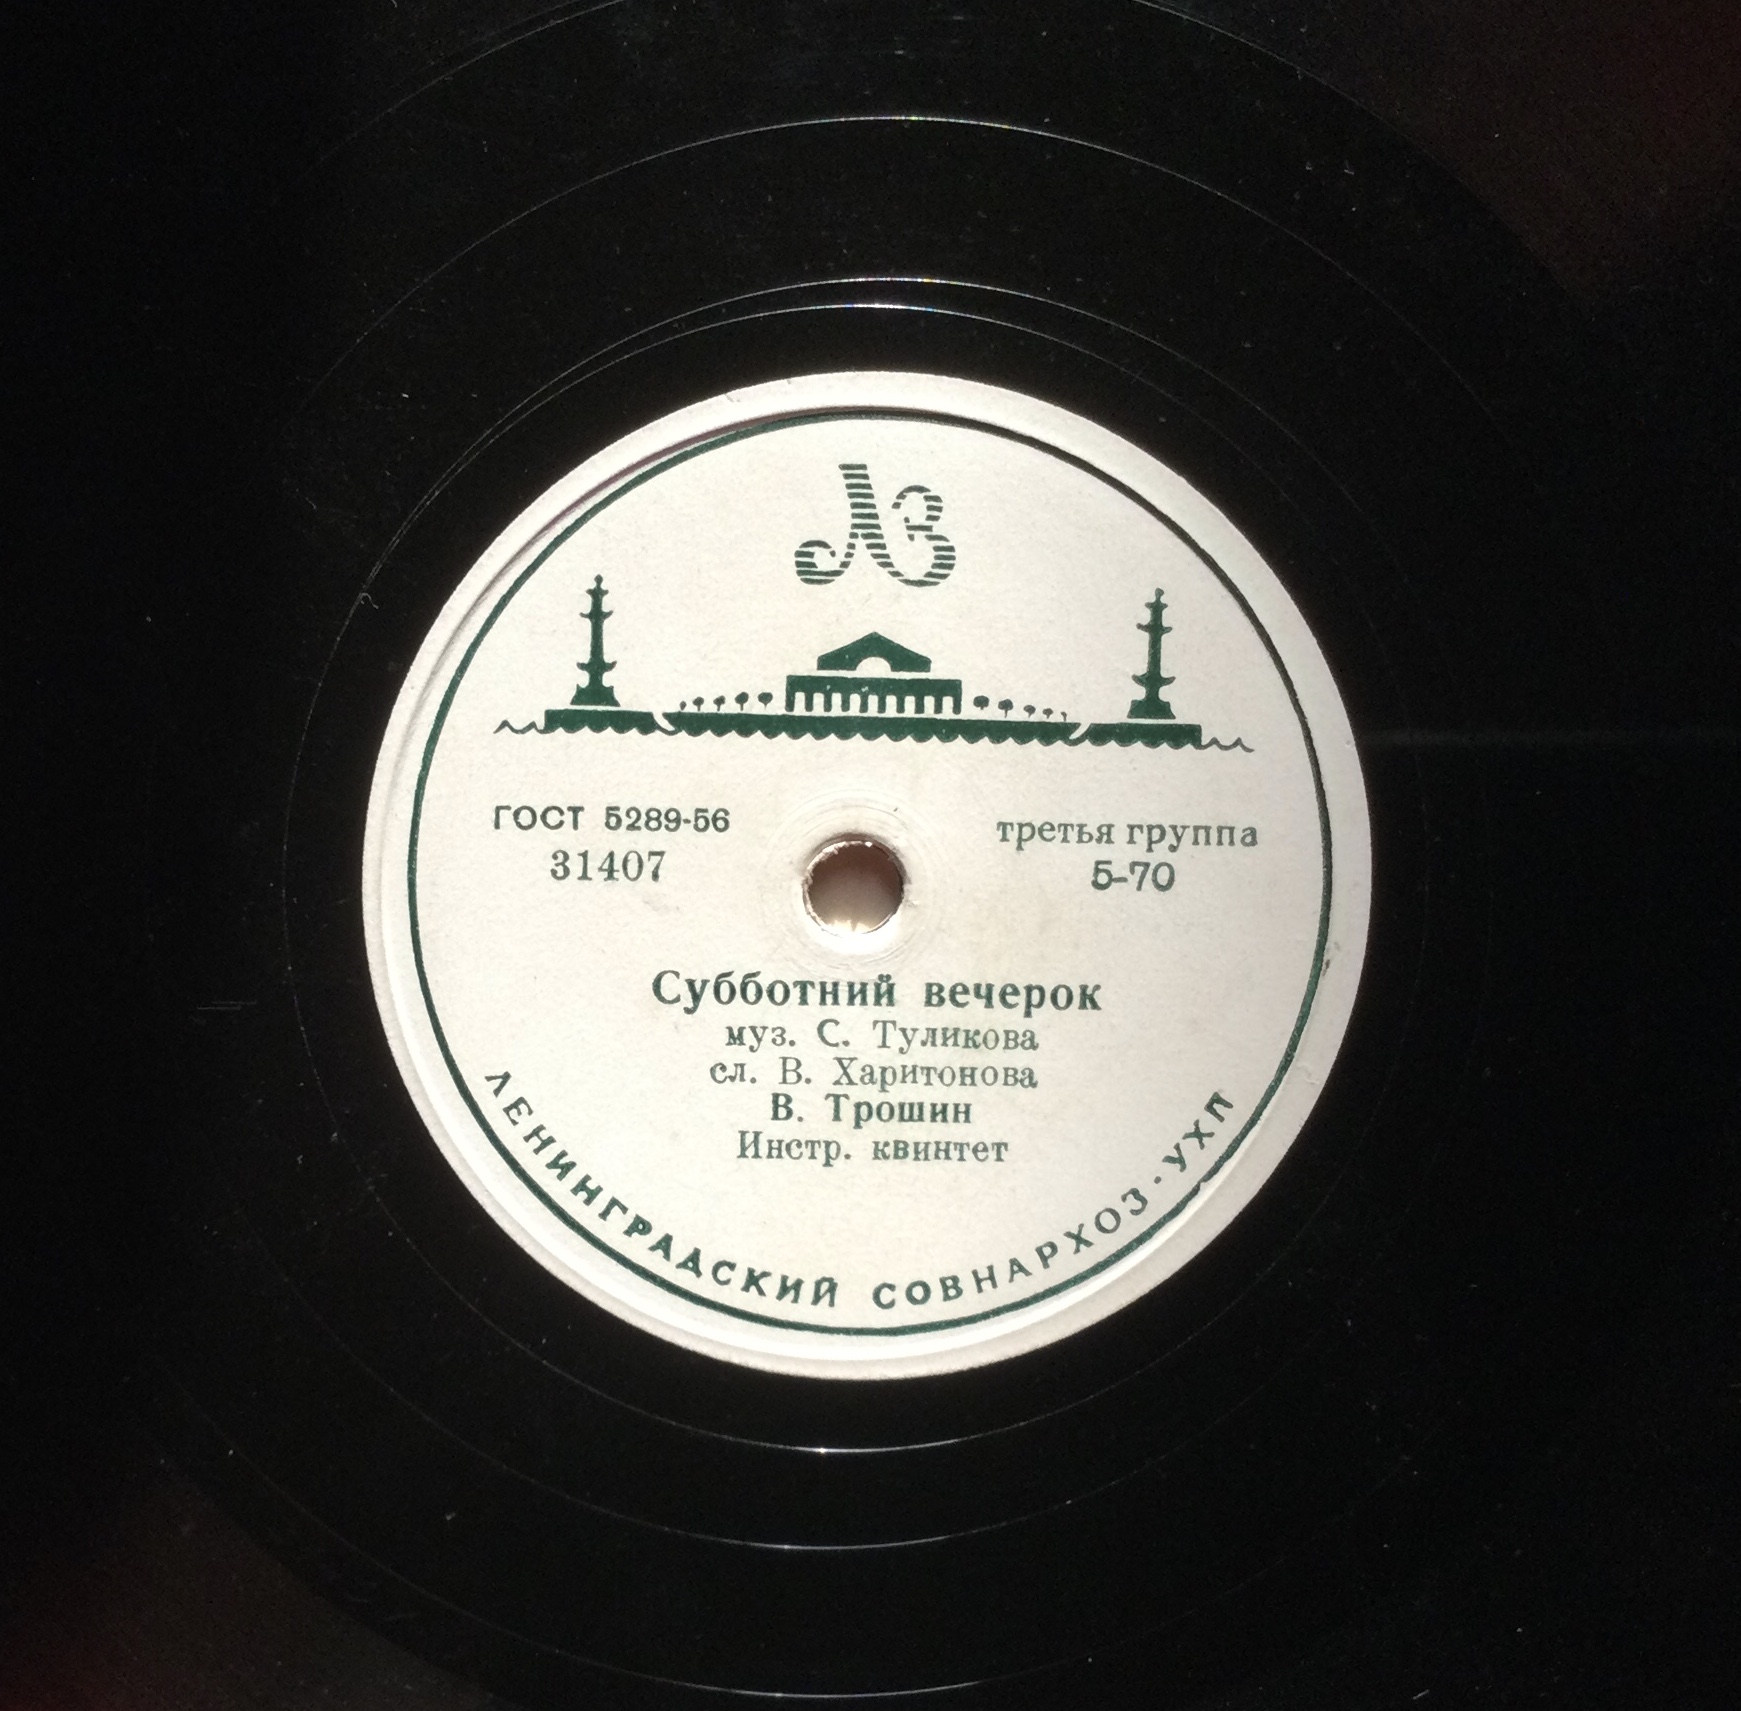 ЛЗ
ГОСТ 5289-56
31407
третья группа
5-70
Субботний вечерок
муз. С. Туликова
сл. В. Харитонова
В. Трошин
Инстр. квинтет
ЛЕНИНГРАДСКИЙ СОВНАРХОЗ·УХП